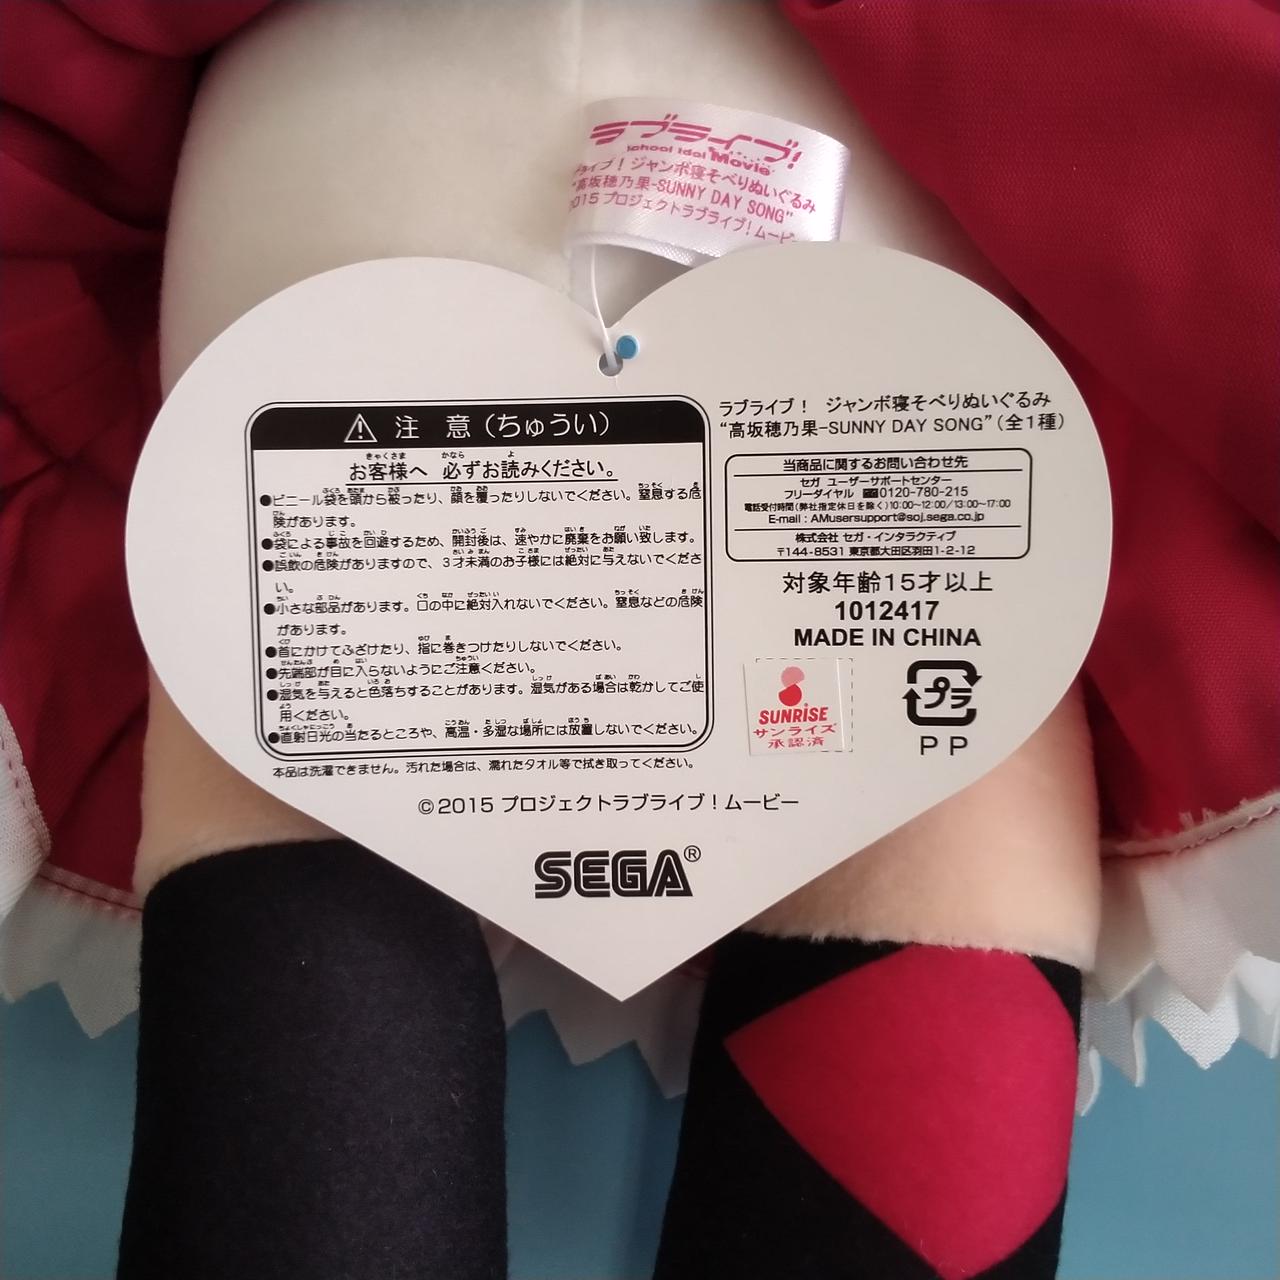 ラブライブ!
School idol Movie
ライブ！ジャンボ寝そべりぬいぐるみ
"高坂穂乃果-SUNNY DAY SONG"
2015 プロジェクトラブライブ！ムービー
注 意（ちゅうい）
お客様へ 必ずお読みください。
●ビニール袋を頭から被ったり、顔を覆ったりしないでください。窒息する危
険があります。
●袋による事故を回避するため、開封後は、速やかに廃棄をお願い致します。
●誤飲の危険がありますので、3才未満のお子様には絶対に与えないでくださ
い。
●小さな部品があります。口の中に絶対入れないでください。窒息などの危険
があります。
●首にかけてふざけたり、指に巻きつけたりしないでください。
●先端部が目に入らないようにご注意ください。
●湿気を与えると色落ちすることがあります。湿気がある場合は乾かしてご使
用ください。
●直射日光の当たるところや、高温・多湿な場所には放置しないでください。
本品は洗濯できません。汚れた場合は、濡れたタオル等で拭き取ってください。
ラブライブ！ ジャンボ寝そべりぬいぐるみ
“高坂穂乃果-SUNNY DAY SONG”（全1種）
当商品に関するお問い合わせ先
セガ ユーザーサポートセンター
フリーダイヤル 0120-780-215
電話受付時間（弊社指定休日を除く）10:00～12:00/13:00～17:00
E-mail：AMusersupport@soj.sega.co.jp
株式会社 セガ・インタラクティブ
〒144-8531 東京都大田区羽田1-2-12
対象年齢15才以上
1012417
MADE IN CHINA
SUNRISE
サンライズ
承認済
プラ
PP
©2015 プロジェクトラブライブ！ムービー
SEGA®